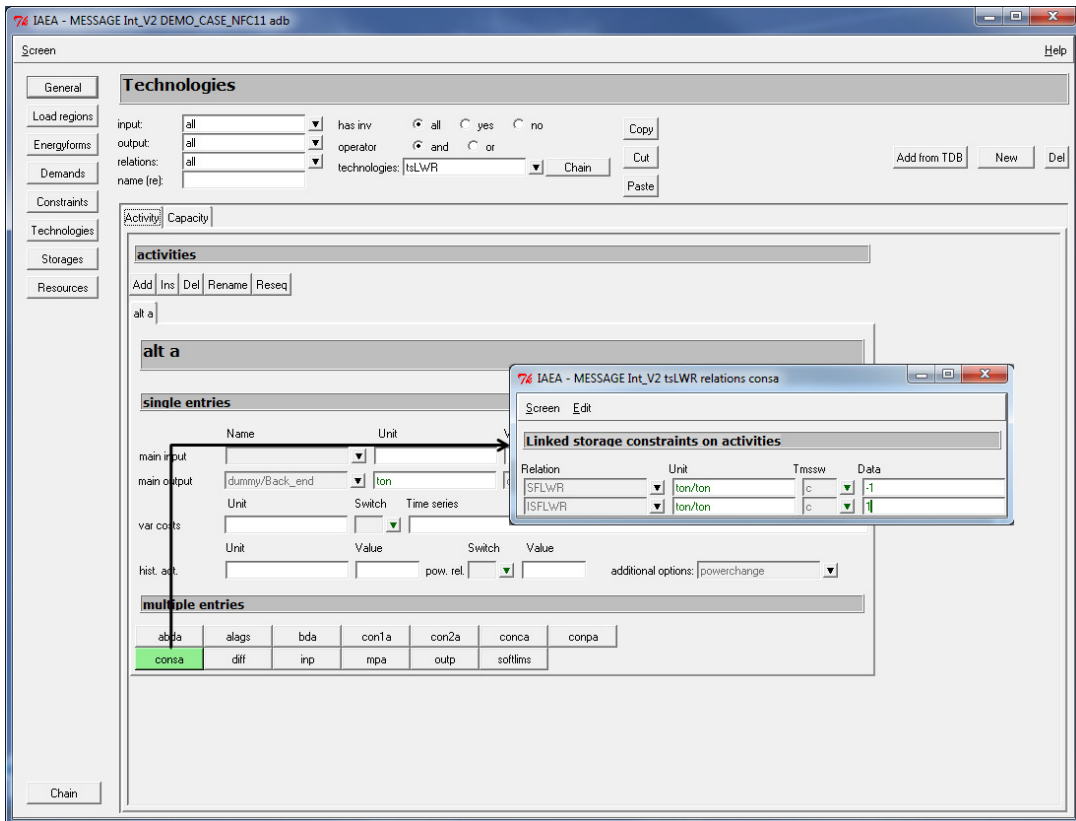 IAEA - MESSAGE Int_V2 DEMO_CASE_NFC11 adb
Screen Help
General
Load regions
Energyforms
Demands
Constraints
Technologies
Storages
Resources
Chain
Technologies
input: all has inv all yes no Copy
output: all operator and or Cut Add from TDB New Del
relations: all technologies: tsLWR Chain
name (re): Paste
Activity Capacity
activities
Add Ins Del Rename Reseq
alt a
alt a
single entries
Name Unit
main input
main output dummy/Back_end ton
Unit Switch Time series
var costs
Unit Value Switch Value
hist. act. pow. rel. additional options: powerchange
multiple entries
abda alags bda con1a con2a conca conpa
consa diff inp mpa outp softlims
IAEA - MESSAGE Int_V2 tsLWR relations consa
Screen Edit
Linked storage constraints on activities
Relation Unit Tmssw Data
SFLWR ton/ton c -1
ISFLWR ton/ton c 1